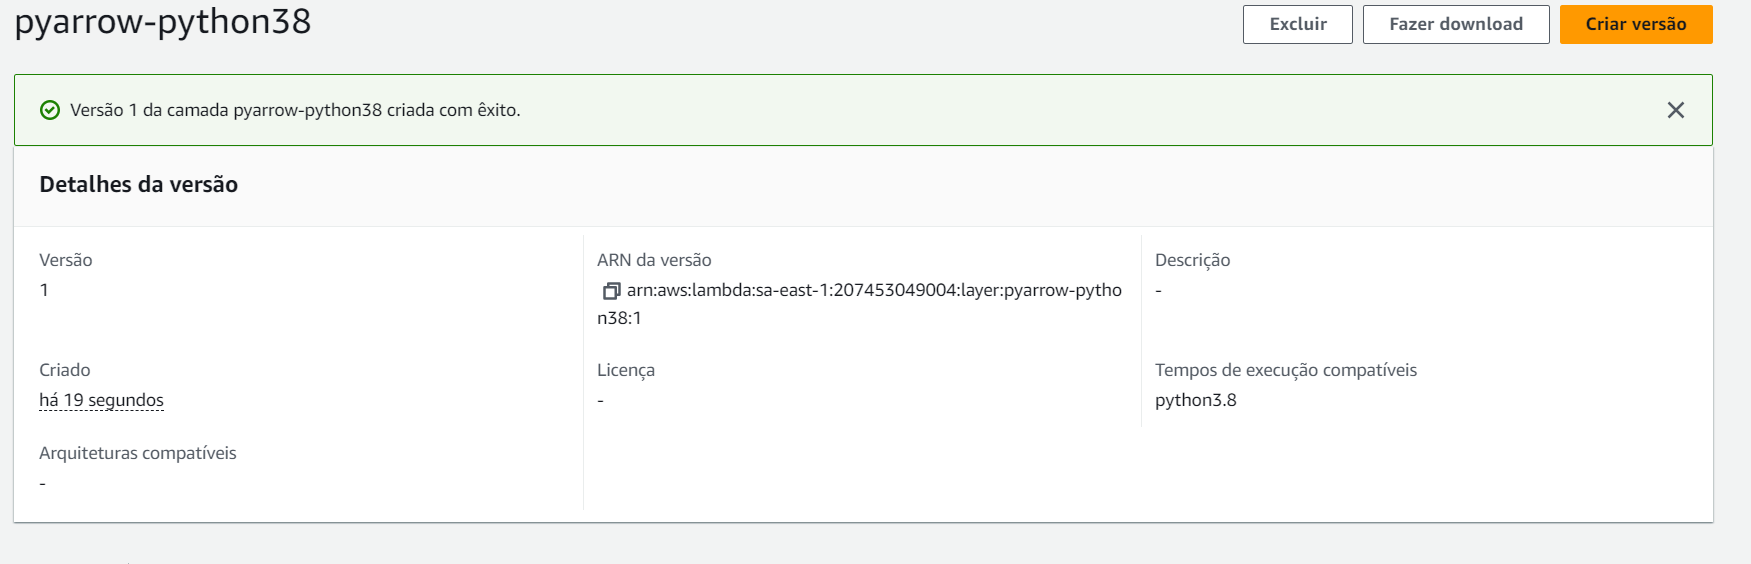 pyarrow-python38
Excluir
Fazer download
Criar versão
Versão 1 da camada pyarrow-python38 criada com êxito.
Detalhes da versão
Versão
1
ARN da versão
arn:aws:lambda:sa-east-1:207453049004:layer:pyarrow-pytho
n38:1
Descrição
-
Criado
há 19 segundos
Licença
-
Tempos de execução compatíveis
python3.8
Arquiteturas compatíveis
-